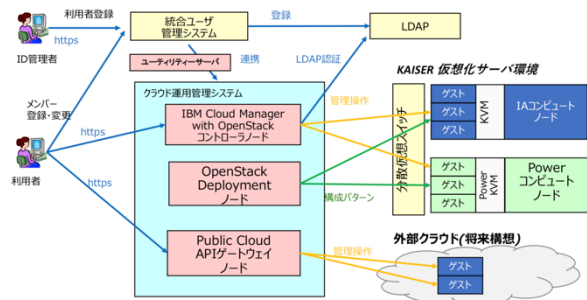 利用者登録
https
ID管理者
統合ユーザ
管理システム
登録
LDAP
ユーティリティーサーバ
連携
LDAP認証
メンバー
登録・変更
https
https
https
利用者
クラウド運用管理システム
IBM Cloud Manager
with OpenStack
コントローラノード
OpenStack
Deployment
ノード
Public Cloud
APIゲートウェイ
ノード
管理操作
構成パターン
管理操作
KAISER 仮想化サーバ環境
分散仮想スイッチ
ゲスト
ゲスト
ゲスト
KVM
IAコンピュート
ノード
ゲスト
ゲスト
ゲスト
Power
KVM
Power
コンピュート
ノード
外部クラウド(将来構想)
ゲスト
ゲスト